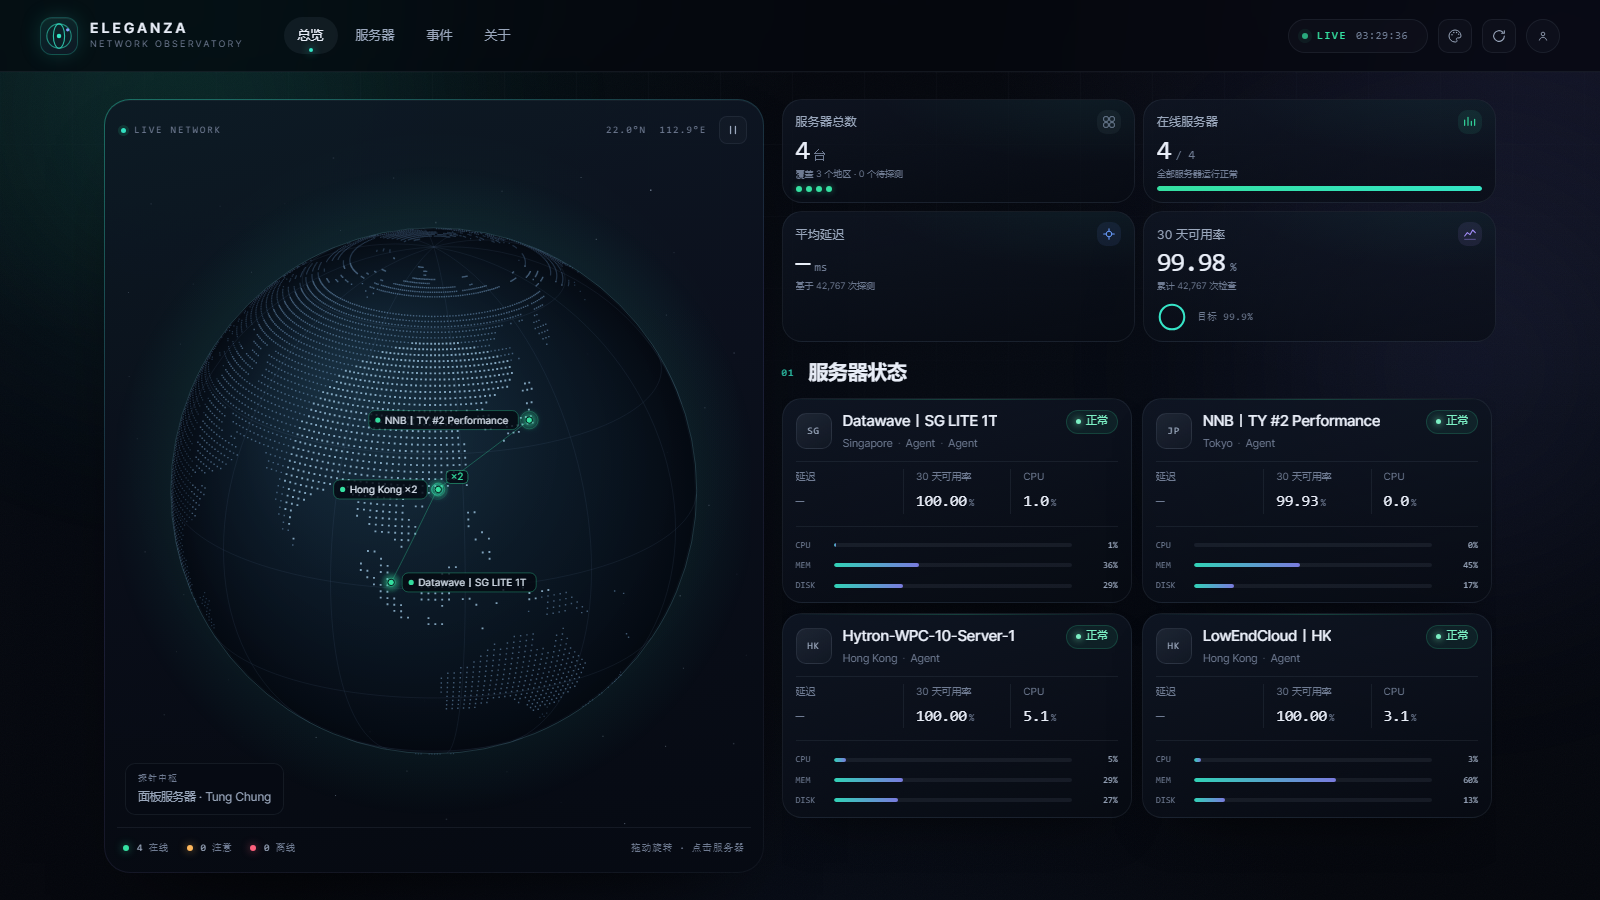 ELEGANZA
NETWORK OBSERVATORY
总览
服务器
事件
关于
LIVE 03:29:36
LIVE NETWORK
22.0°N 112.9°E
NNB | TY #2 Performance
×2
Hong Kong ×2
Datawave | SG LITE 1T
探针中枢
面板服务器 · Tung Chung
4 在线
0 注意
0 离线
拖动旋转 · 点击服务器
服务器总数
4 台
覆盖 3 个地区 · 0 个待探测
在线服务器
4 / 4
全部服务器运行正常
平均延迟
— ms
基于 42,767 次探测
30 天可用率
99.98 %
累计 42,767 次检查
目标 99.9%
01 服务器状态
SG
Datawave | SG LITE 1T
正常
Singapore · Agent · Agent
延迟
30 天可用率
CPU
—
100.00%
1.0%
CPU 1%
MEM 36%
DISK 29%
JP
NNB | TY #2 Performance
正常
Tokyo · Agent
延迟
30 天可用率
CPU
—
99.93%
0.0%
CPU 0%
MEM 45%
DISK 17%
HK
Hytron-WPC-10-Server-1
正常
Hong Kong · Agent
延迟
30 天可用率
CPU
—
100.00%
5.1%
CPU 5%
MEM 29%
DISK 27%
HK
LowEndCloud | HK
正常
Hong Kong · Agent
延迟
30 天可用率
CPU
—
100.00%
3.1%
CPU 3%
MEM 60%
DISK 13%